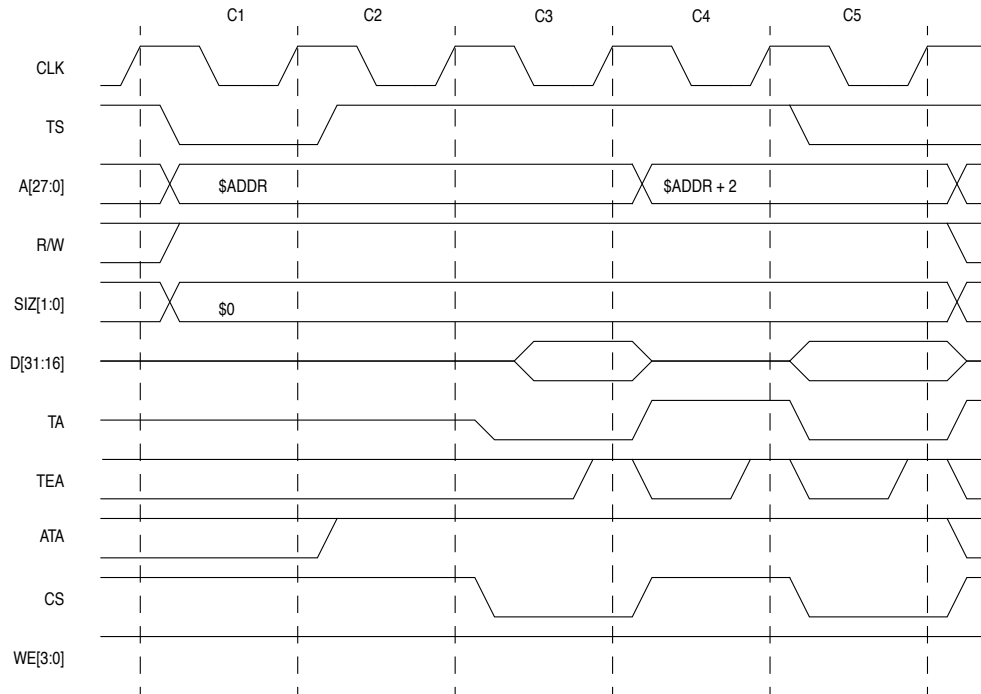 C1 C2 C3 C4 C5
CLK
TS
A[27:0] $ADDR $ADDR + 2
R/W
SIZ[1:0] $0
D[31:16]
TA
TEA
ATA
CS
WE[3:0]